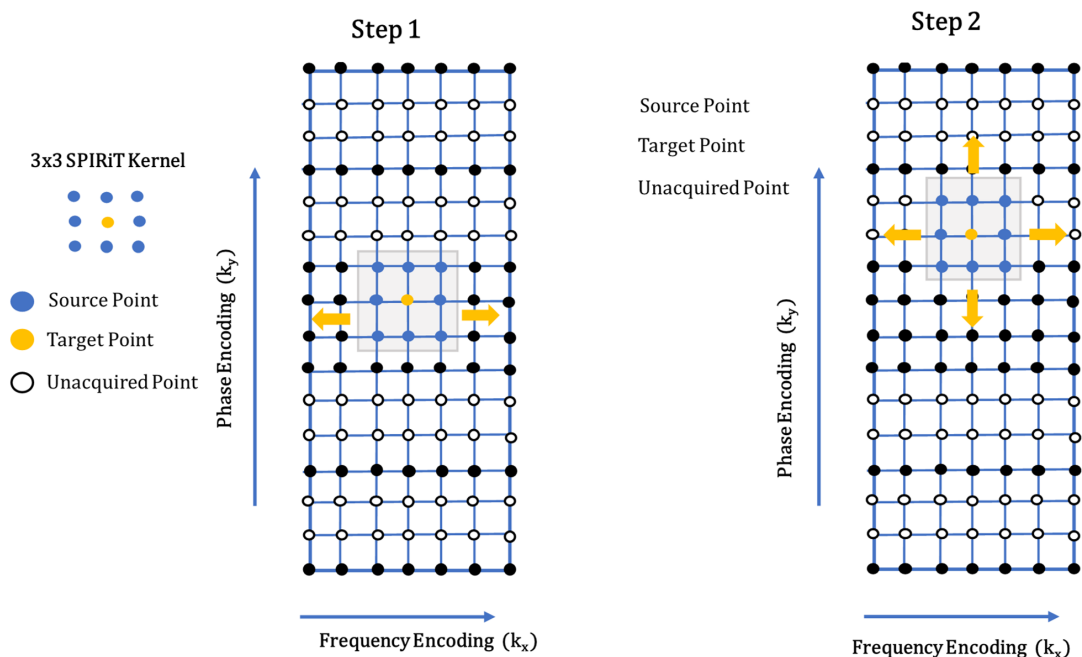 Step 1
Step 2
3x3 SPIRiT Kernel
Source Point
Target Point
Unacquired Point
Phase Encoding (ky)
Frequency Encoding (kx)
Source Point
Target Point
Unacquired Point
Phase Encoding (ky)
Frequency Encoding (kx)